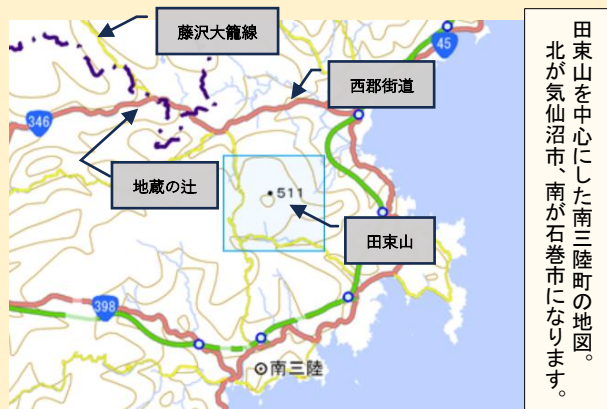 藤沢大籠線
45
西郡街道
346
地蔵の辻
511
田束山
398
南三陸
田束山を中心にした南三陸町の地図。
北が気仙沼市、南が石巻市になります。